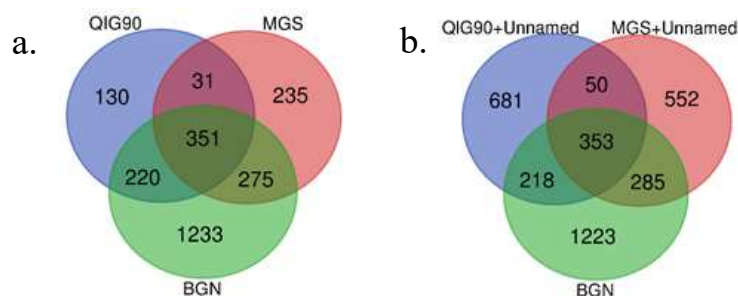 a.
QIG90
MGS
130
31
235
351
220
275
1233
BGN
b.
QIG90+Unnamed
MGS+Unnamed
681
50
552
353
218
285
1223
BGN